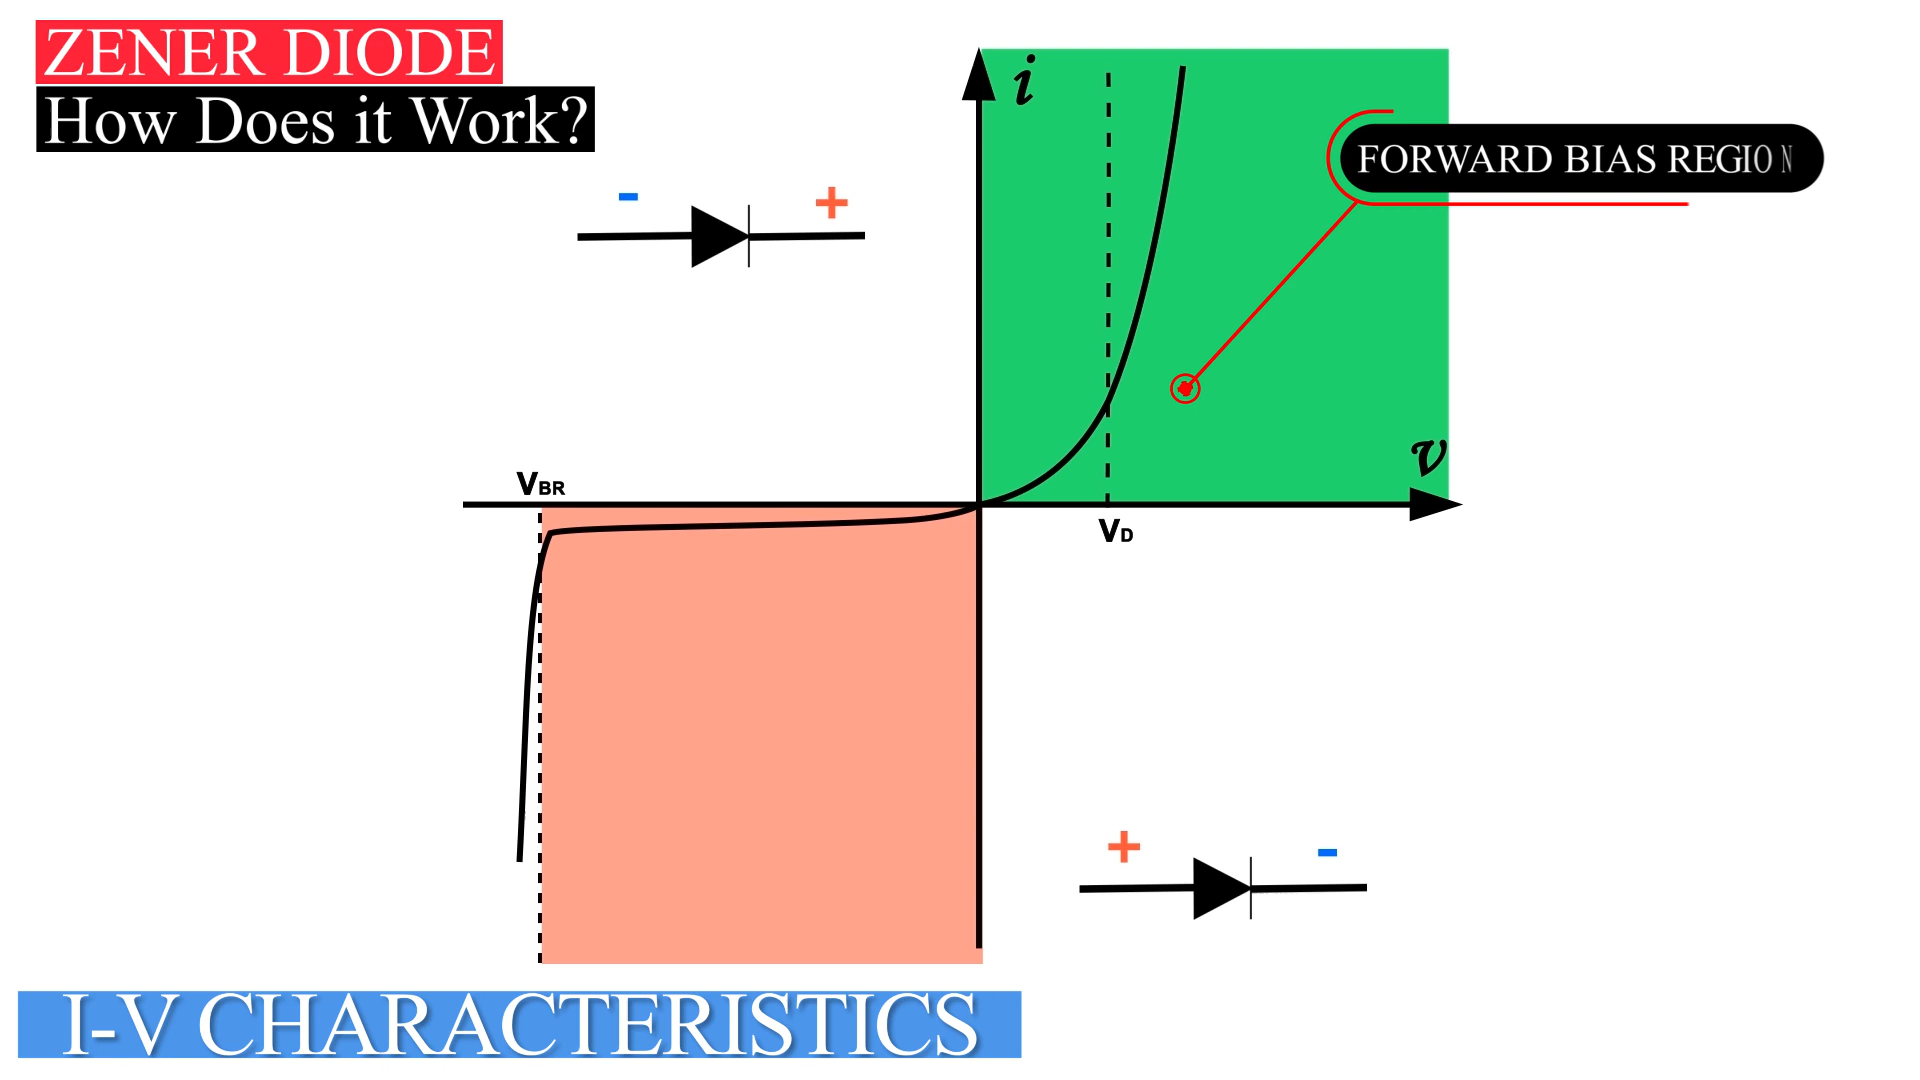 ZENER DIODE
How Does it Work?
i
FORWARD BIAS REGION
- +
v
VBR
VD
+ -
I-V CHARACTERISTICS